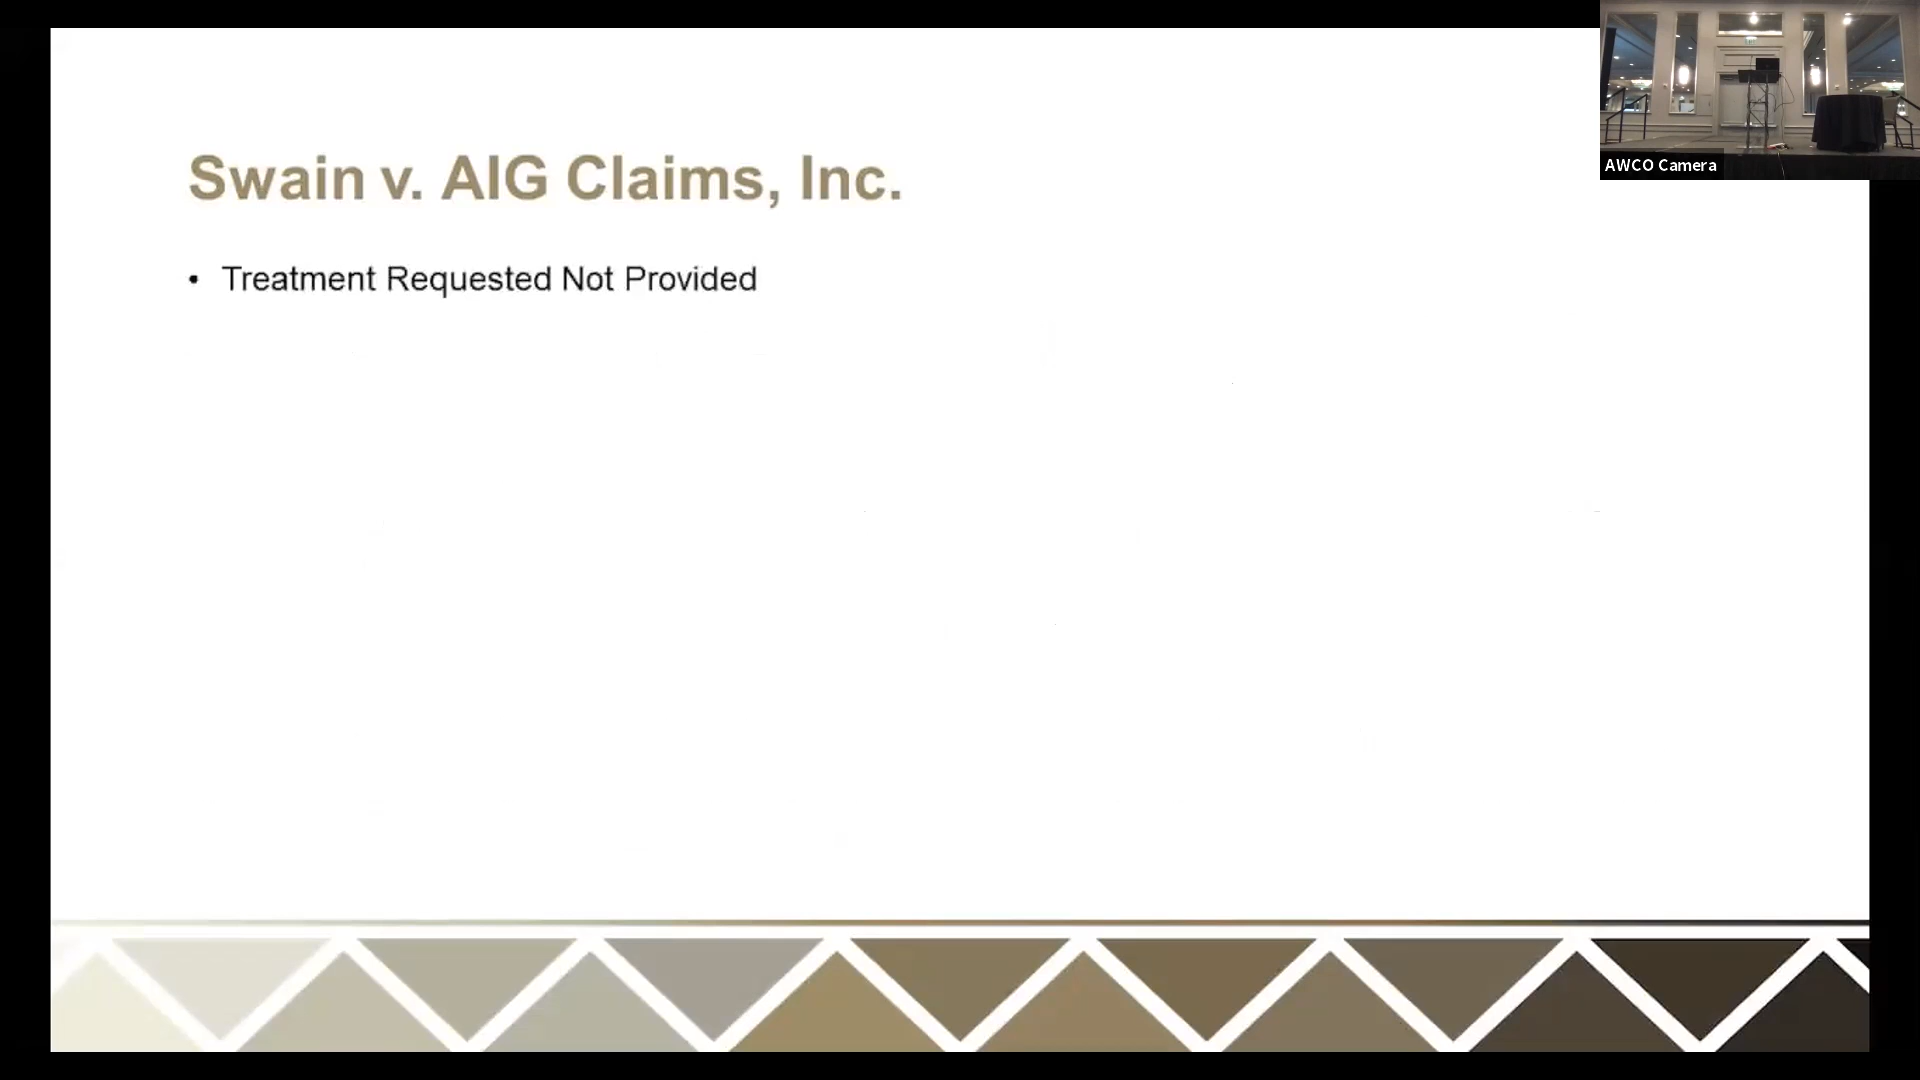 Swain v. AIG Claims, Inc.
• Treatment Requested Not Provided
AWCO Camera